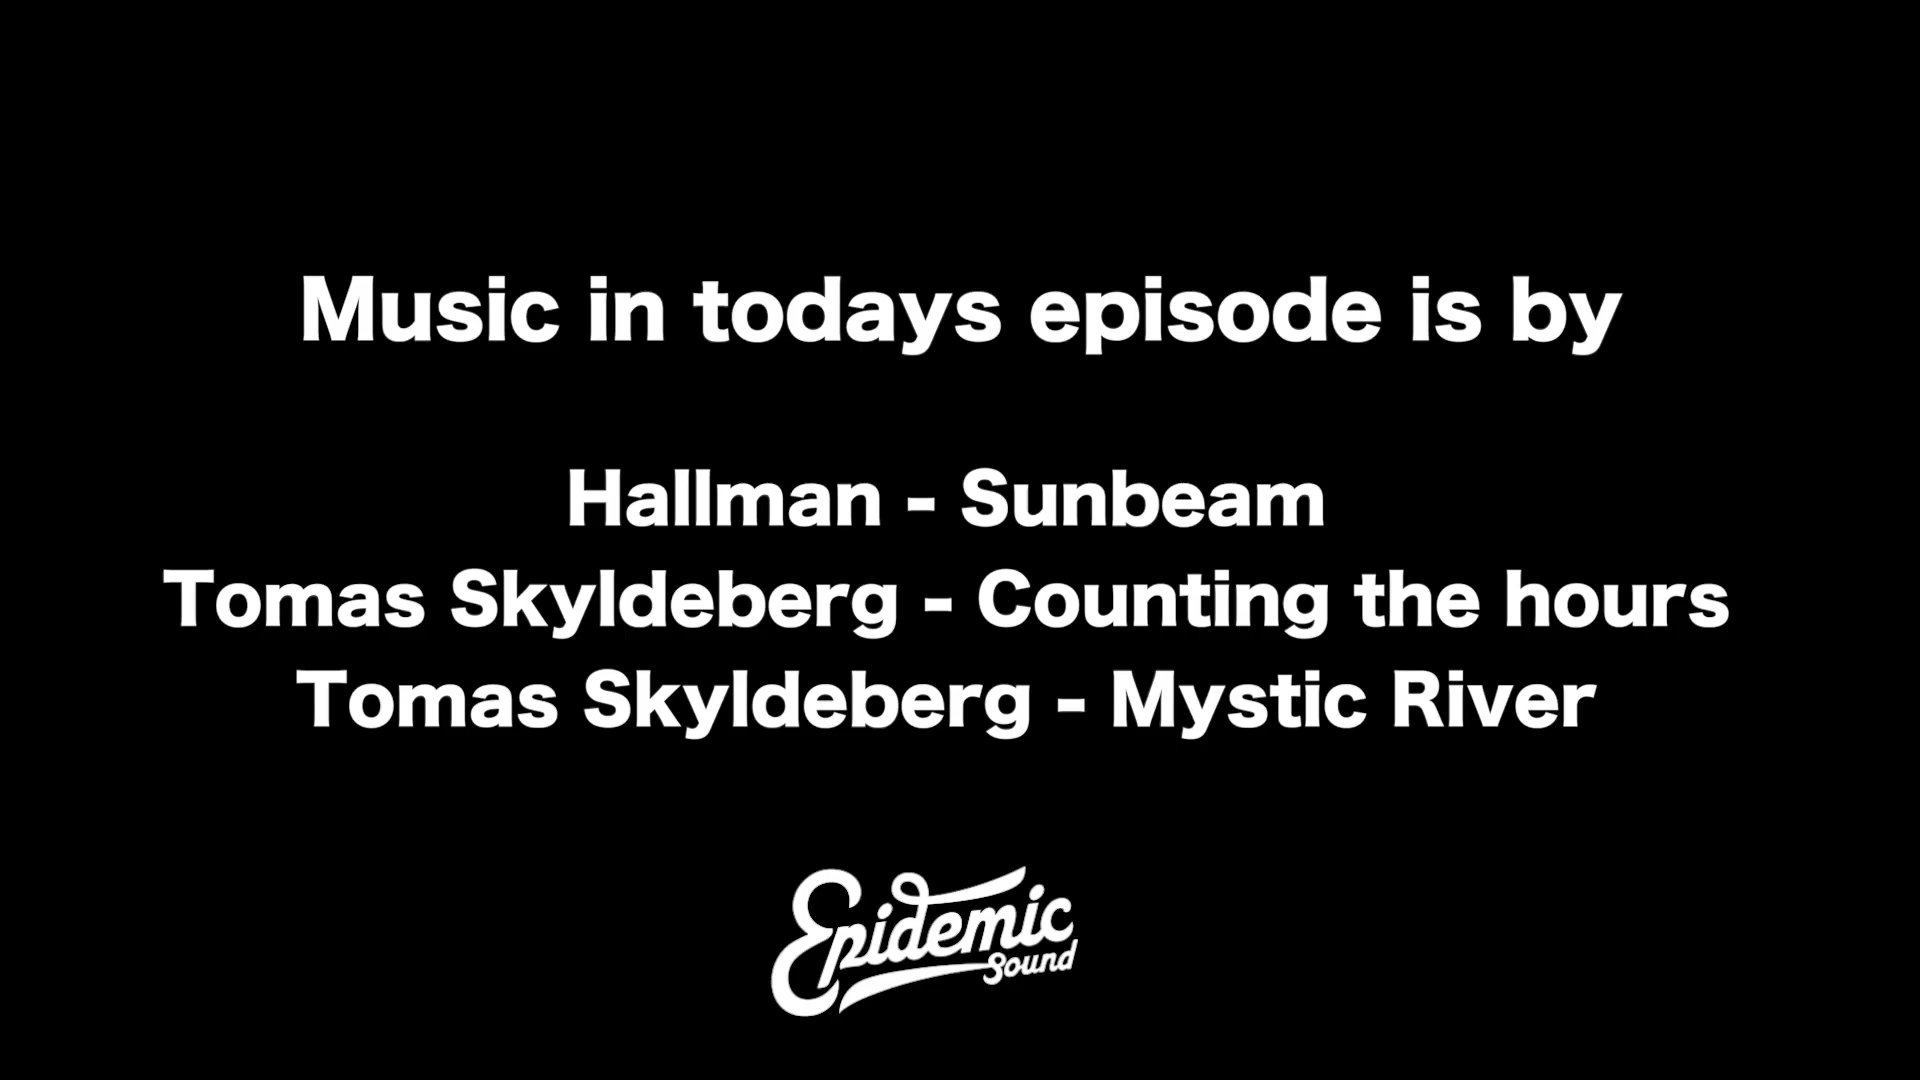 Music in todays episode is by
Hallman - Sunbeam
Tomas Skyldeberg - Counting the hours
Tomas Skyldeberg - Mystic River
Epidemic
Sound